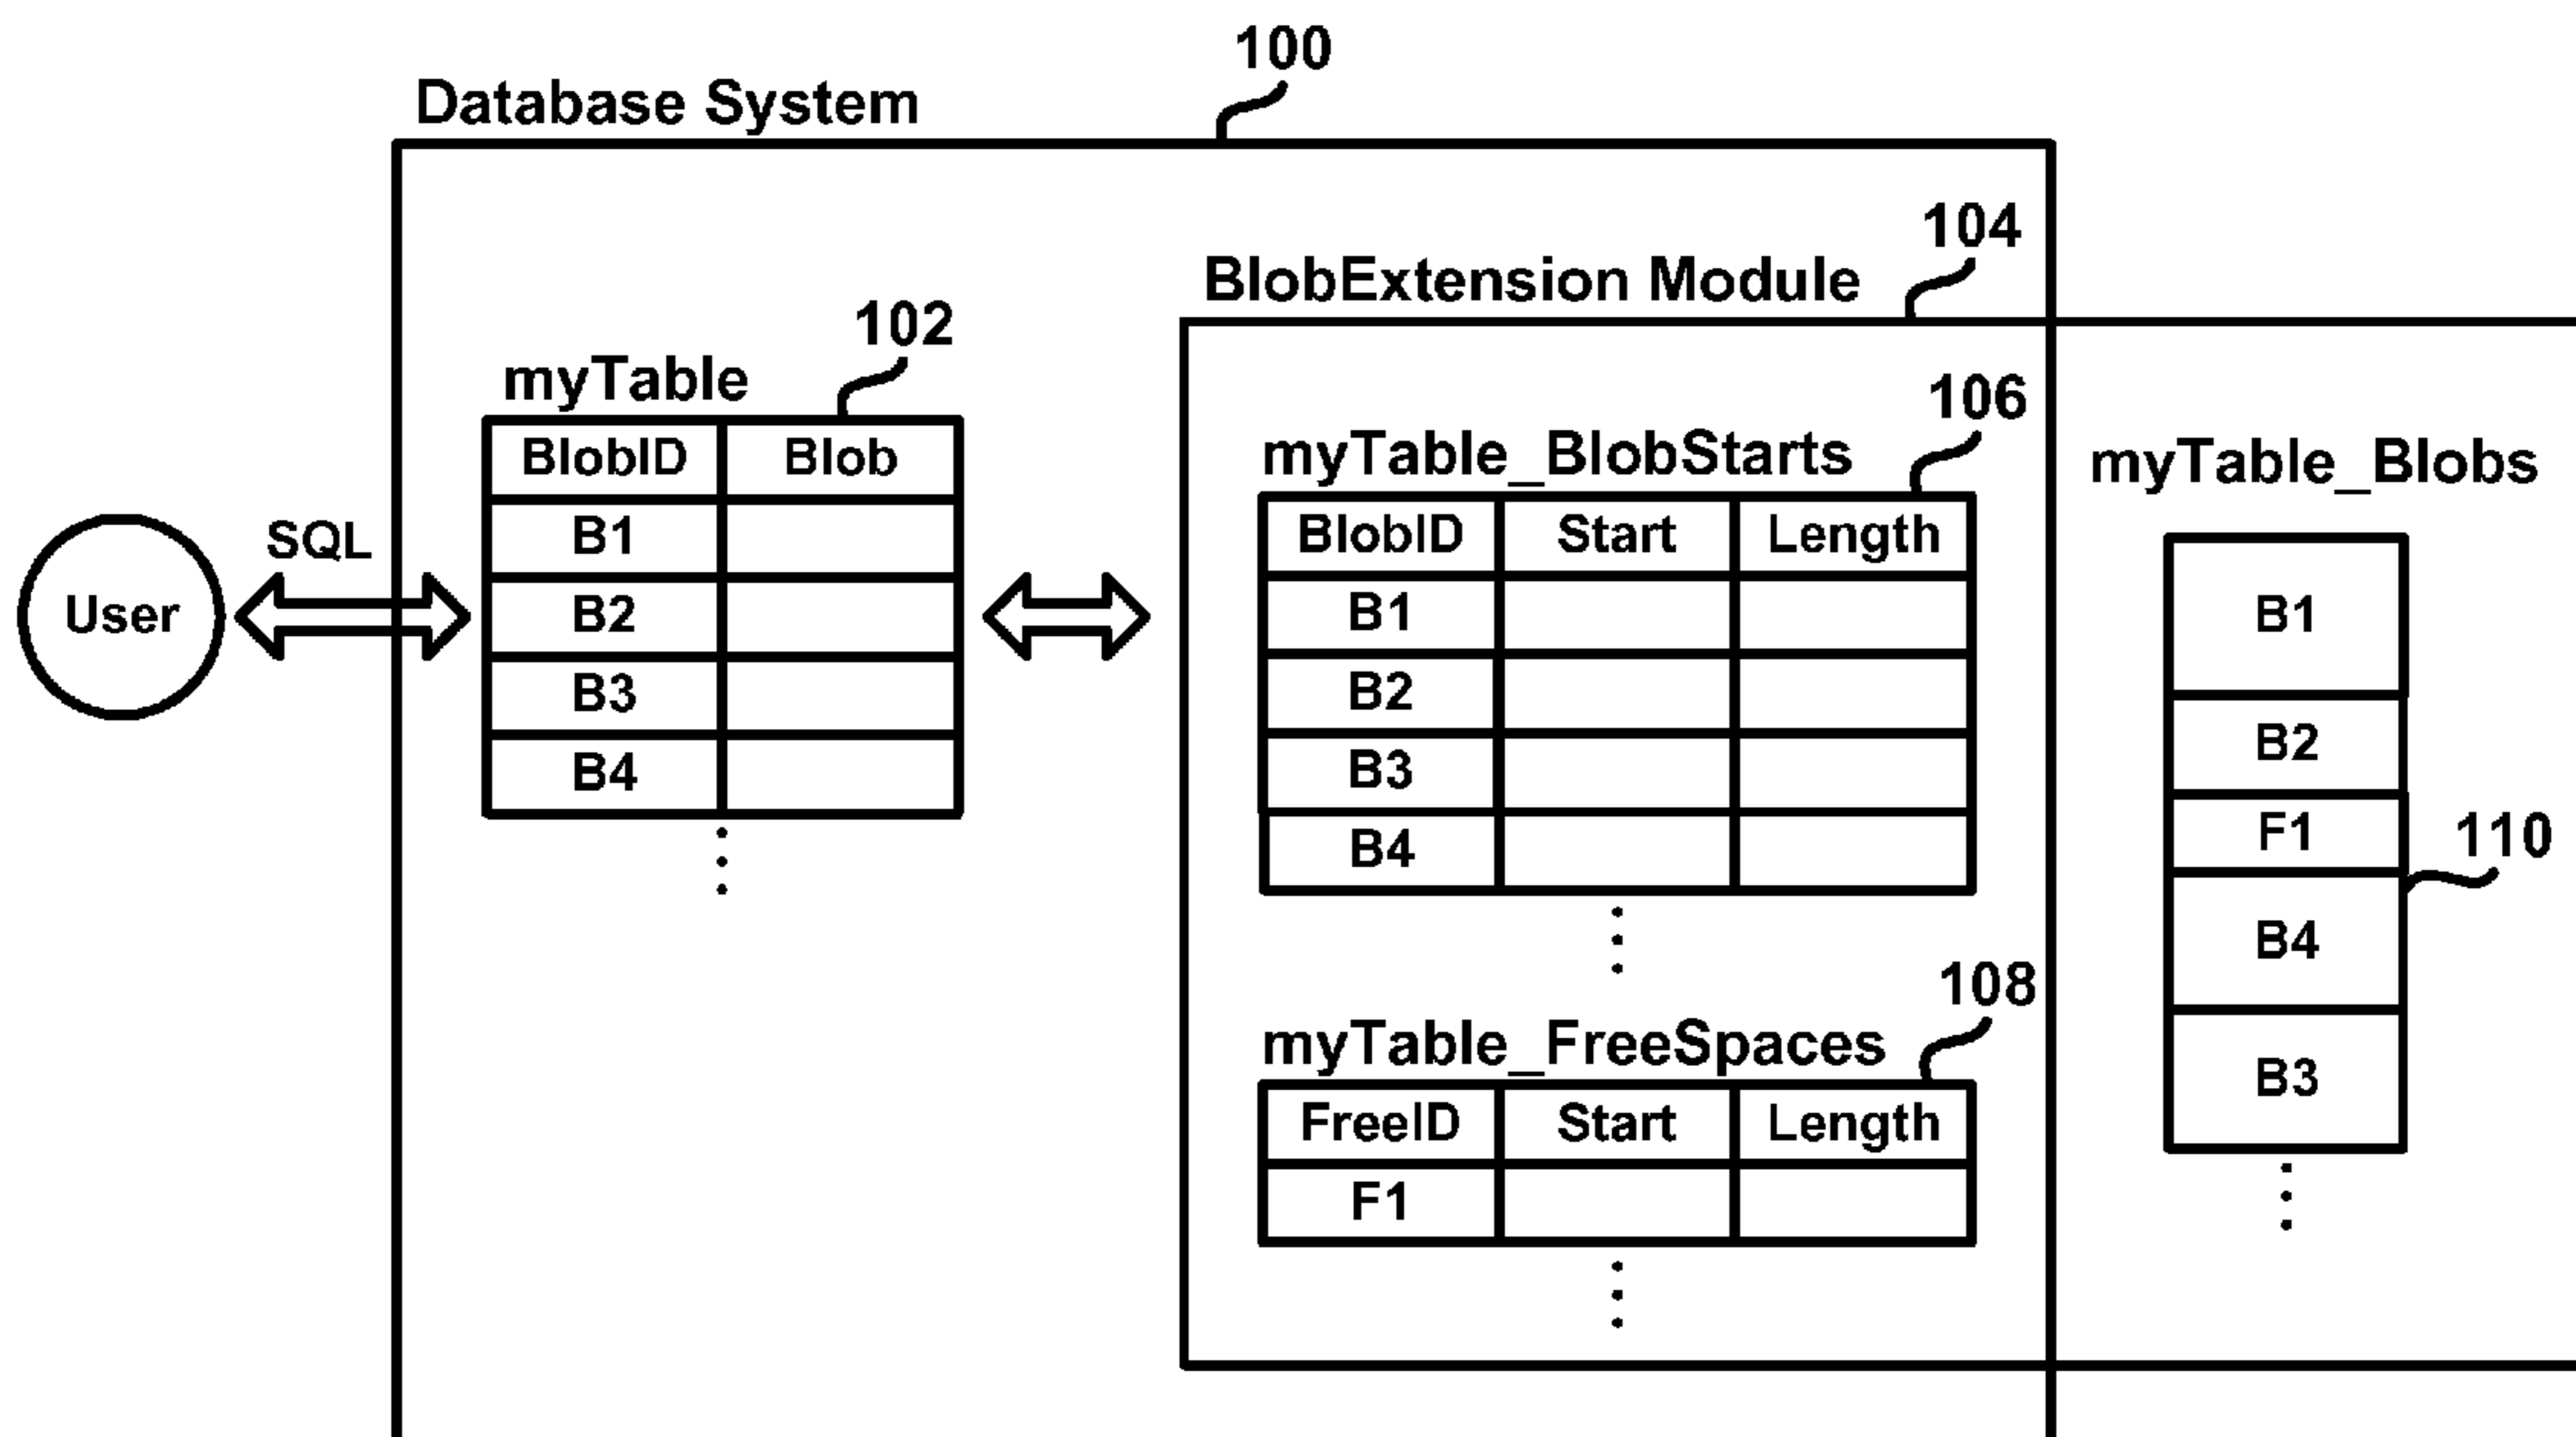 100
Database System
104
BlobExtension Module
102
myTable
BlobID Blob
B1
B2
B3
B4
SQL
User
106
myTable_BlobStarts
BlobID Start Length
B1
B2
B3
B4
108
myTable_FreeSpaces
FreeID Start Length
F1
myTable_Blobs
B1
B2
F1
110
B4
B3